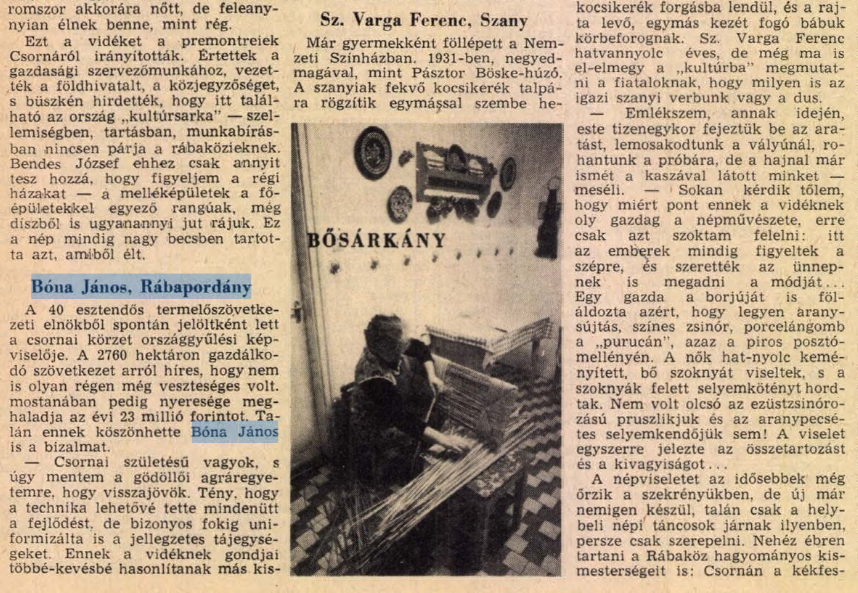 romszor akkorára nőtt, de feleany-
nyian élnek benne, mint rég.
Ezt a vidéket a premontreiek
Csornáról irányították. Értettek a
gazdasági szervezőmunkához, vezet-
ték a földhivatalt, a közjegyzőséget,
s büszkén hirdették, hogy itt talál-
ható az ország „kultúrsarka" — szel-
lemiségben, tartásban, munkabírás-
ban nincsen párja a rábaközieknek.
Bendes József ehhez csak annyit
tesz hozzá, hogy figyeljem a régi
házakat — a melléképületek a fő-
épületekkel egyező rangúak, még
díszből is ugyanannyi jut rájuk. Ez
a nép mindig nagy becsben tartot-
ta azt, amiből élt.
Bóna János, Rábapordány
A 40 esztendős termelőszövetke-
zeti elnökből spontán jelöltként lett
a csornai körzet országgyűlési kép-
viselője. A 2760 hektáron gazdálko-
dó szövetkezet arról híres, hogy nem
is olyan régen még veszteséges volt.
mostanában pedig nyeresége meg-
haladja az évi 23 millió forintot. Ta-
lán ennek köszönhette Bóna János
is a bizalmat.
— Csornai születésű vagyok, s
úgy mentem a gödöllői agráregye-
temre, hogy visszajövök. Tény, hogy
a technika lehetővé tette mindenütt
a fejlődést, de bizonyos fokig uni-
formizálta is a jellegzetes tájegysé-
geket. Ennek a vidéknek gondjai
többé-kevésbé hasonlítanak más kis-
Sz. Varga Ferenc, Szany
Már gyermekként föllépett a Nem-
zeti Színházban. 1931-ben, negyed-
magával, mint Pásztor Böske-húzó.
A szanyiak fekvő kocsikerék talpá-
ra rögzítik egymással szembe he-
BŐSÁRKÁNY
kocsikerék forgásba lendül, és a raj-
ta levő, egymás kezét fogó bábuk
körbeforognak. Sz. Varga Ferenc
hatvannyolc éves, de még ma is
el-elmegy a „kultúrba" megmutat-
ni a fiataloknak, hogy milyen is az
igazi szanyi verbunk vagy a dus.
— Emlékszem, annak idején,
este tizenegykor fejeztük be az ara-
tást, lemosakodtunk a vályúnál, ro-
hantunk a próbára, de a hajnal már
ismét a kaszával látott minket —
meséli. — Sokan kérdik tőlem,
hogy miért pont ennek a vidéknek
oly gazdag a népművészete, erre
csak azt szoktam felelni: itt
az emberek mindig figyeltek a
szépre, és szerették az ünnep-
nek is megadni a módját...
Egy gazda a borjúját is föl-
áldozta azért, hogy legyen arany-
sújtás, színes zsinór, porcelángomb
a „purucán", azaz a piros posztó-
mellényén. A nők hat-nyolc kemé-
nyített, bő szoknyát viseltek, s a
szoknyák felett selyemkötényt hord-
tak. Nem volt olcsó az ezüstzsinóro-
zású pruszlikjuk és az aranypecsé-
tes selyemkendőjük sem! A viselet
egyszerre jelezte az összetartozást
és a kivagyiságot...
A népviseletet az idősebbek még
őrzik a szekrényükben, de új már
nemigen készül, talán csak a hely-
beli népi táncosok járnak ilyenben,
persze csak szerepelni. Nehéz ébren
tartani a Rábaköz hagyományos kis-
mesterségeit is: Csornán a kékfes-